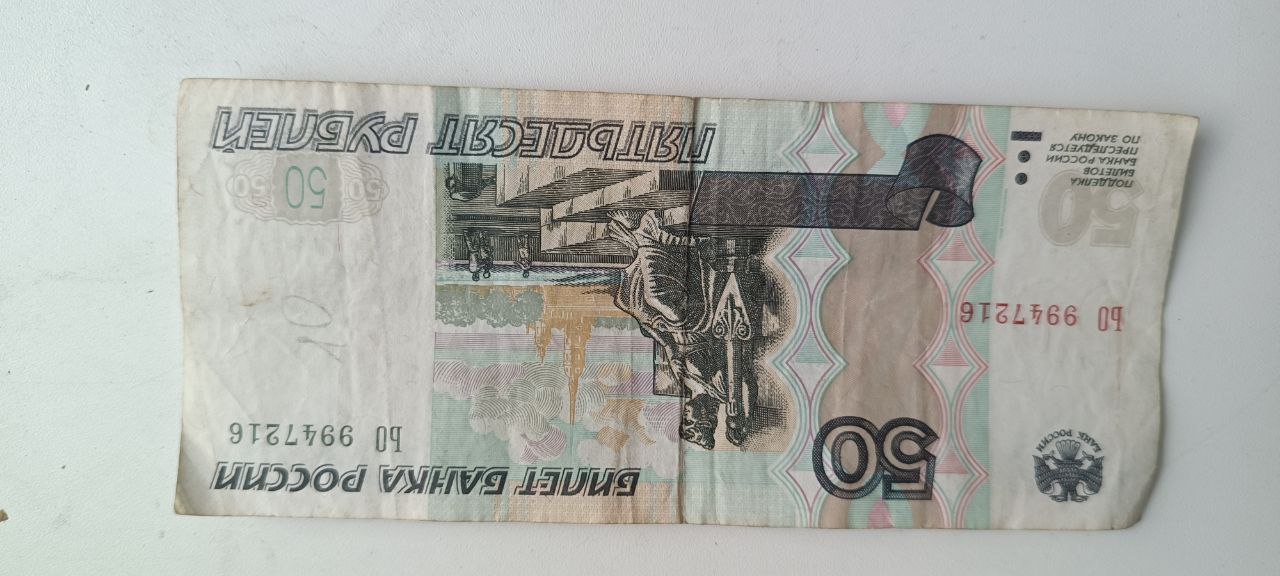 50
БИЛЕТ БАНКА РОССИИ
БАНК РОССИИ
ЬО 9947216
ЬО 9947216
ОК
50
ПОДДЕЛКА
БИЛЕТОВ
БАНКА РОССИИ
ПРЕСЛЕДУЕТСЯ
ПО ЗАКОНУ
50 50 50
ПЯТЬДЕСЯТ РУБЛЕЙ